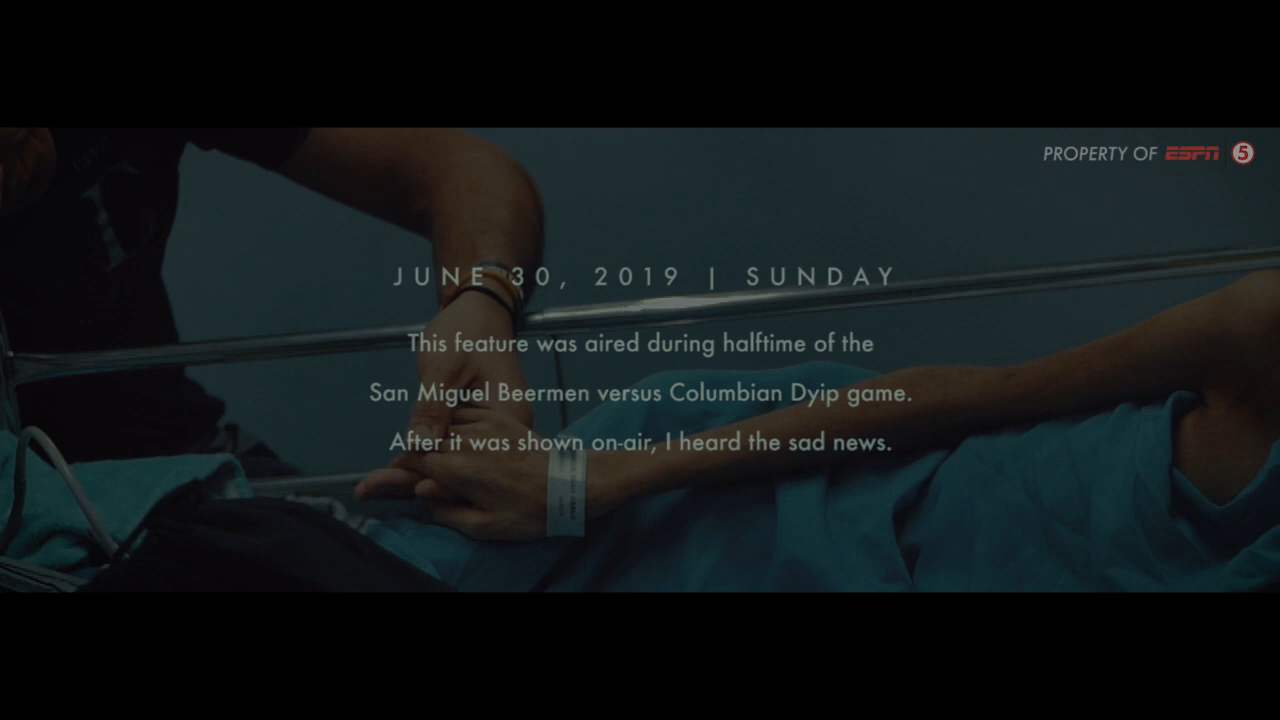 PROPERTY OF ESPN 5
JUNE 30, 2019 | SUNDAY
This feature was aired during halftime of the
San Miguel Beermen versus Columbian Dyip game.
After it was shown on-air, I heard the sad news.